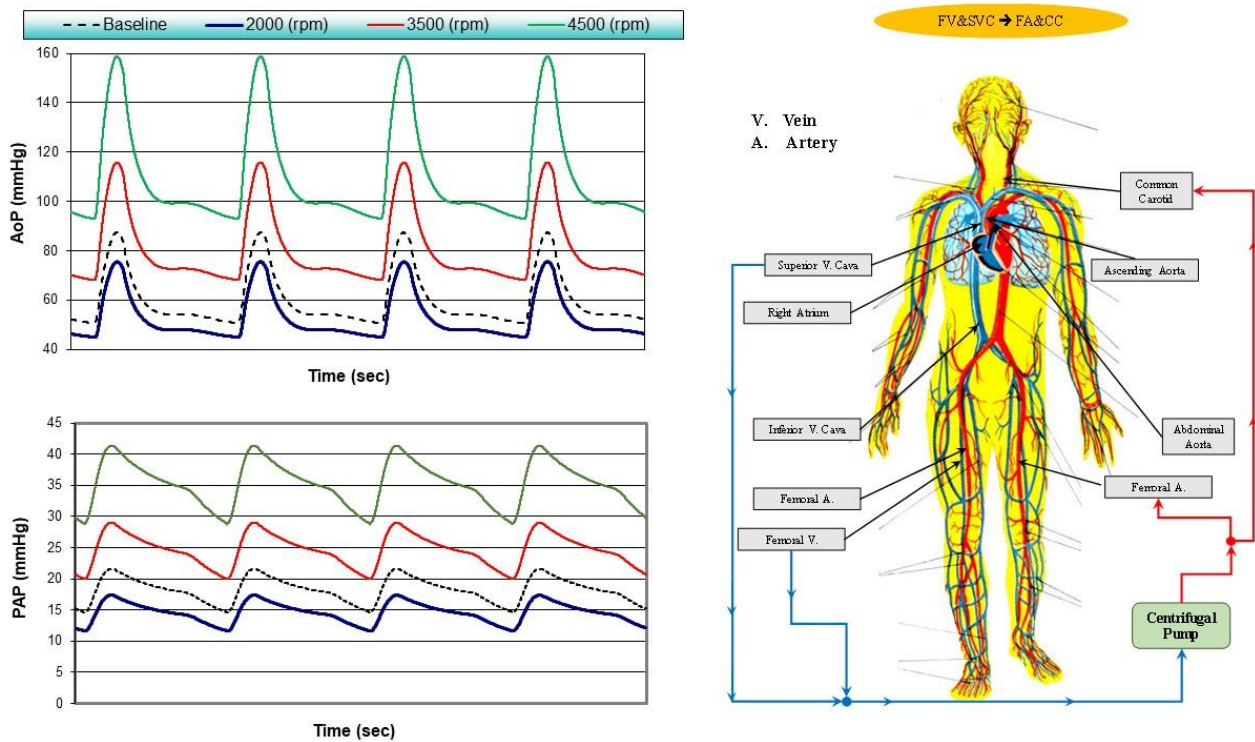 Baseline 2000 (rpm) 3500 (rpm) 4500 (rpm)
160
140
120
100
80
60
40
AoP (mmHg)
Time (sec)
45
40
35
30
25
20
15
10
5
0
PAP (mmHg)
Time (sec)
FV&SVC → FA&CC
V. Vein
A. Artery
Common
Carotid
Superior V. Cava
Ascending Aorta
Right Atrium
Inferior V. Cava
Abdominal
Aorta
Femoral A.
Femoral A.
Femoral V.
Centrifugal
Pump